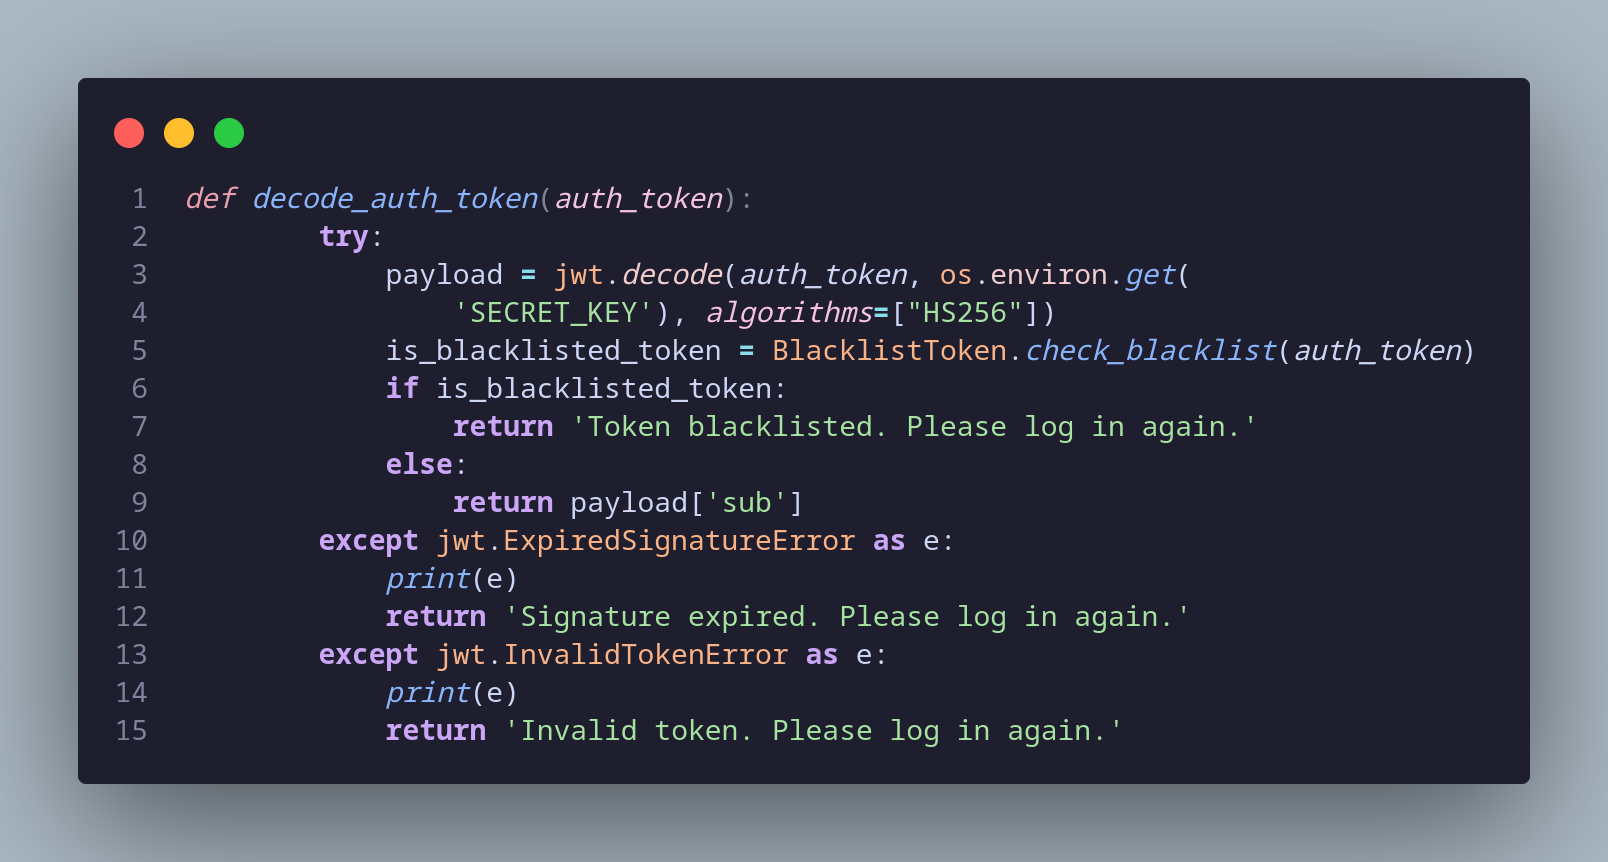 1 def decode_auth_token(auth_token):
2         try:
3             payload = jwt.decode(auth_token, os.environ.get(
4                 'SECRET_KEY'), algorithms=["HS256"])
5             is_blacklisted_token = BlacklistToken.check_blacklist(auth_token)
6             if is_blacklisted_token:
7                 return 'Token blacklisted. Please log in again.'
8             else:
9                 return payload['sub']
10         except jwt.ExpiredSignatureError as e:
11             print(e)
12             return 'Signature expired. Please log in again.'
13         except jwt.InvalidTokenError as e:
14             print(e)
15             return 'Invalid token. Please log in again.'